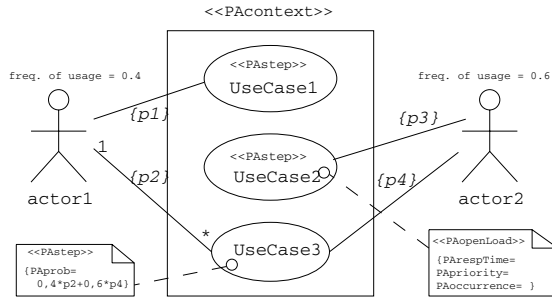 <<PAcontext>>
freq. of usage = 0.4
<<PAstep>>
UseCase1
freq. of usage = 0.6
{p1}
{p3}
1
<<PAstep>>
UseCase2
{p2}
{p4}
actor1
actor2
*
UseCase3
<<PAstep>>
{PAprob=
0,4*p2+0,6*p4}
<<PAopenLoad>>
{PArespTime=
PApriority=
PAoccurrence= }